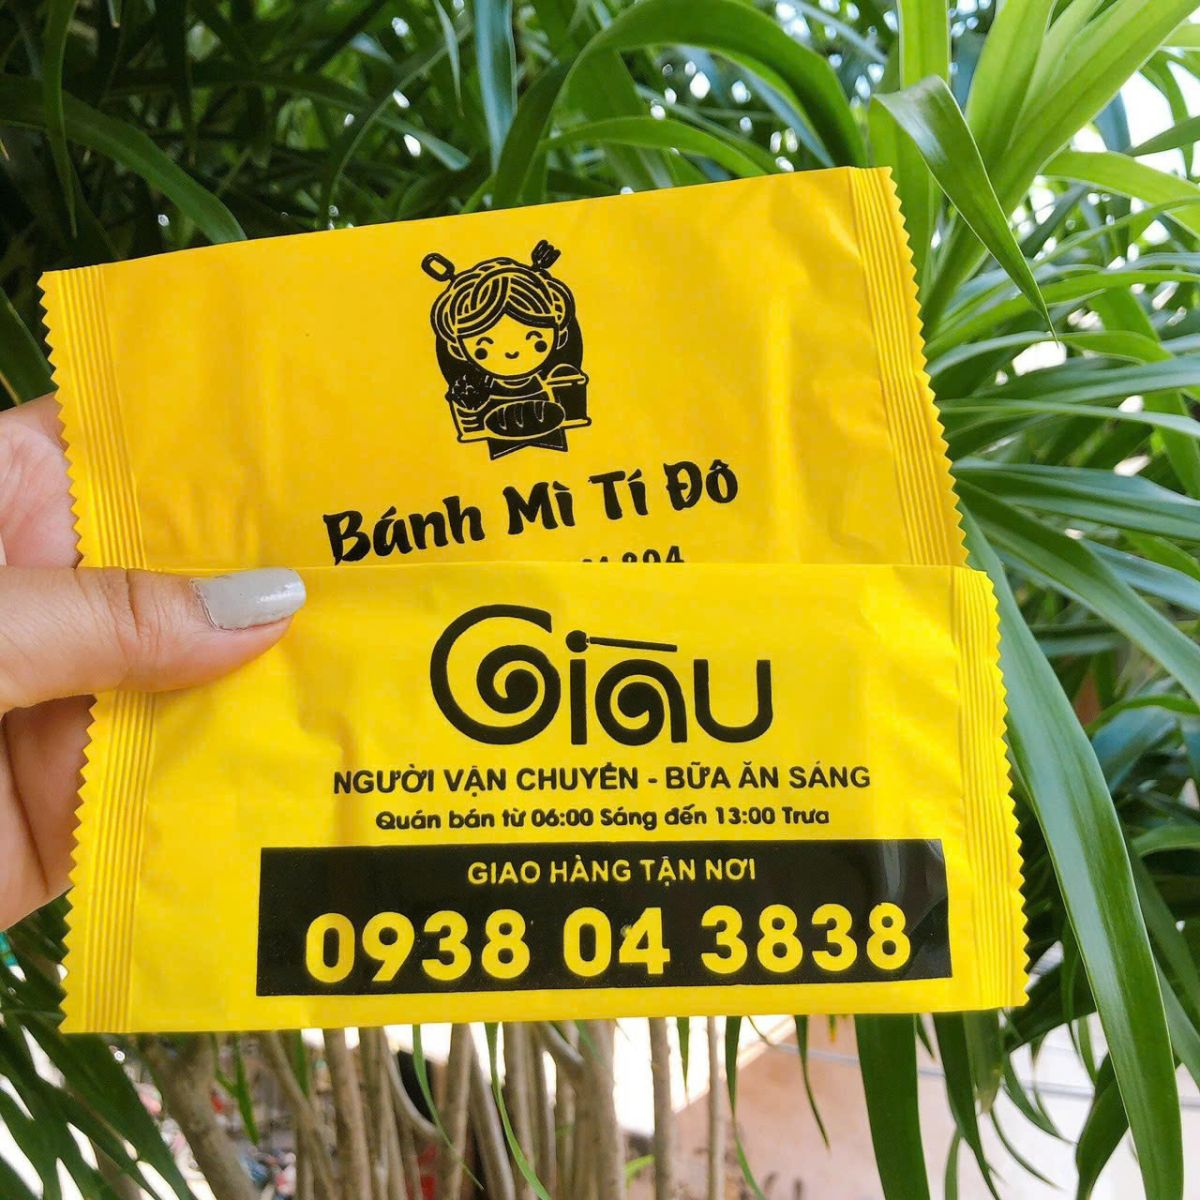 Bánh Mì Tí Đô
Giàu
NGƯỜI VẬN CHUYỂN - BỮA ĂN SÁNG
Quán bán từ 06:00 Sáng đến 13:00 Trưa
GIAO HÀNG TẬN NƠI
0938 04 3838